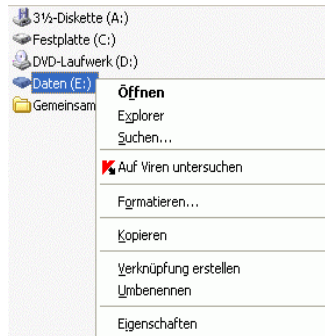 3½-Diskette (A:)
Festplatte (C:)
DVD-Laufwerk (D:)
Daten (E:)
Gemeinsam
Öffnen
Explorer
Suchen...
Auf Viren untersuchen
Formatieren...
Kopieren
Verknüpfung erstellen
Umbenennen
Eigenschaften